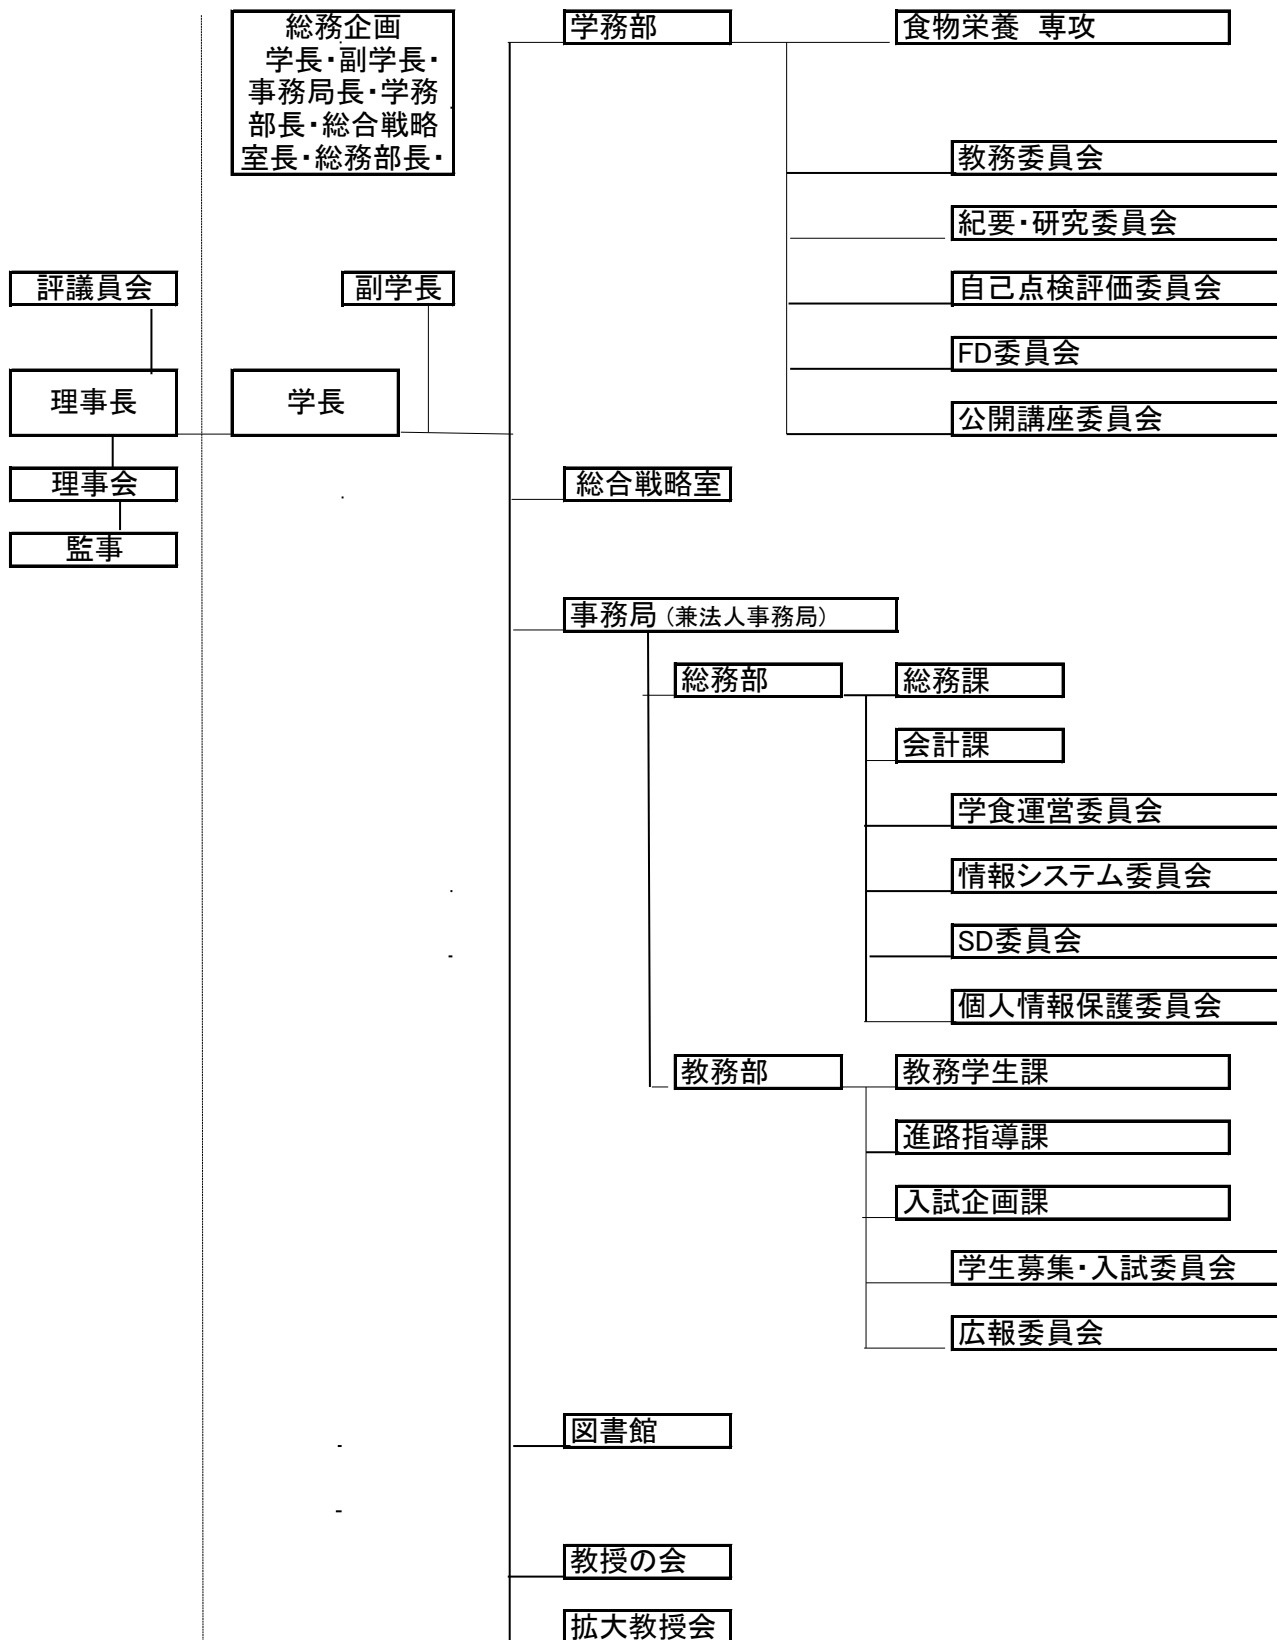 総務企画
学長・副学長・
事務局長・学務
部長・総合戦略
室長・総務部長・
学務部
食物栄養　専攻
教務委員会
紀要・研究委員会
評議員会
副学長
自己点検評価委員会
FD委員会
理事長
学長
公開講座委員会
理事会
総合戦略室
監事
事務局（兼法人事務局）
総務部
総務課
会計課
学食運営委員会
情報システム委員会
SD委員会
個人情報保護委員会
教務部
教務学生課
進路指導課
入試企画課
学生募集・入試委員会
広報委員会
図書館
教授の会
拡大教授会